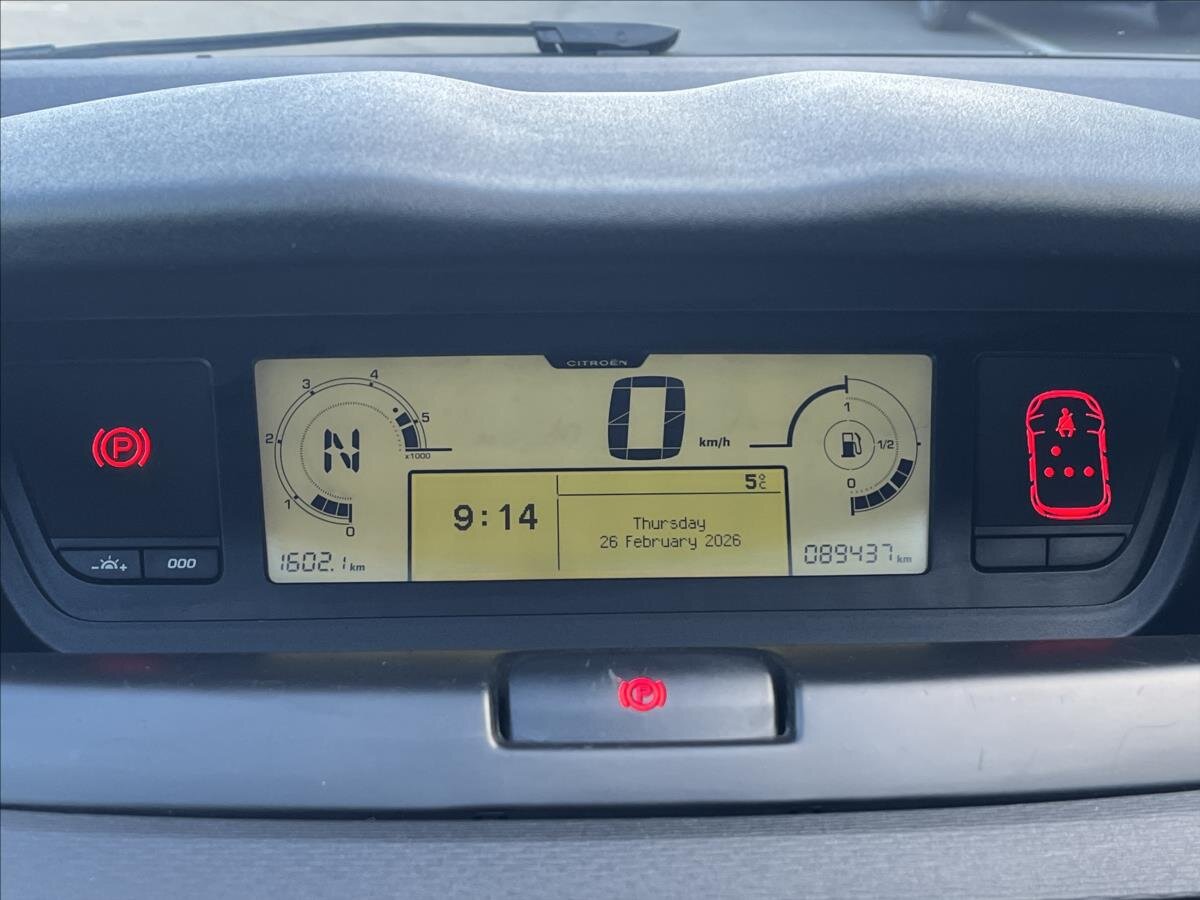 CITROËN
0 km/h
0 1 2 3 4 5
x1000
N
1 1/2 0
5°C
9:14
Thursday
26 February 2026
1602.1 km
089437 km
P
- +
000
P